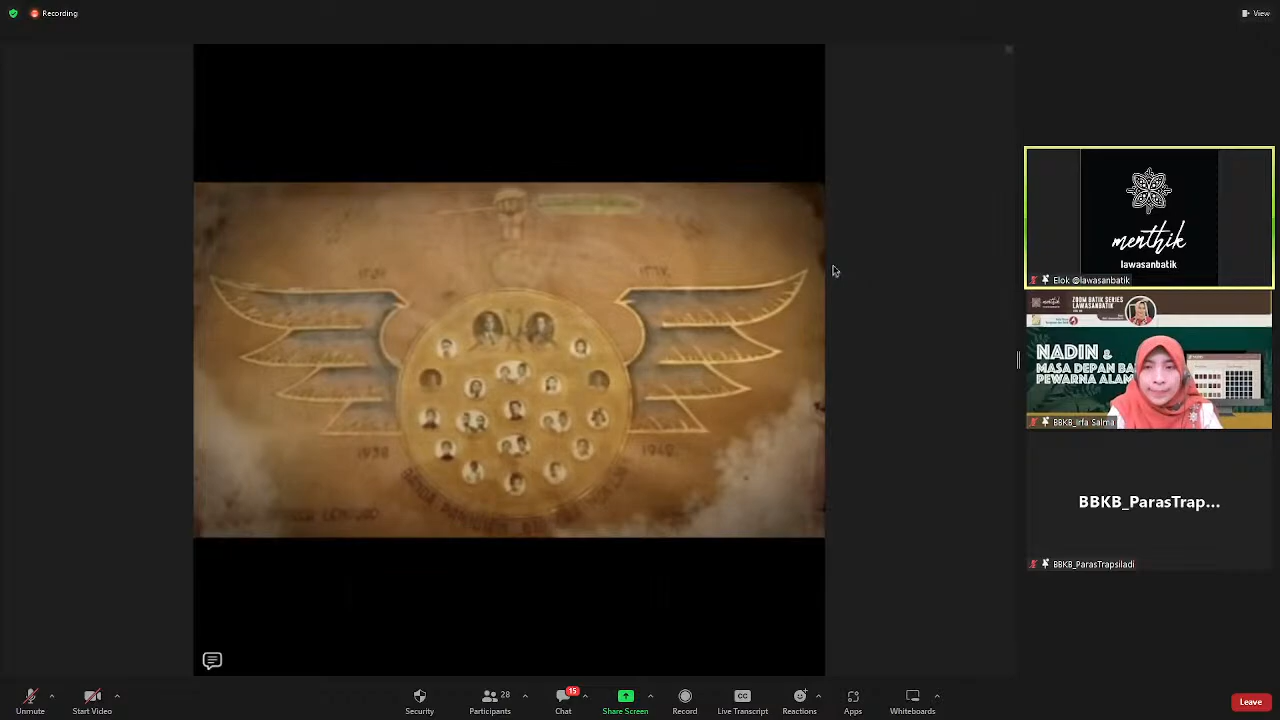 Recording
View
menthik
lawasanbatik
Elok @lawasanbatik
ZOOM BATIK SERIES
LAWASANBATIK
NADIN &
MASA DEPAN BA
PEWARNA ALAM
BBKB_Irfa Salma
BBKB_ParasTrap...
BBKB_ParasTrapsiladi
1938
1940
Unmute
Start Video
Security
28
Participants
15
Chat
Share Screen
Record
CC
Live Transcript
Reactions
Apps
Whiteboards
Leave